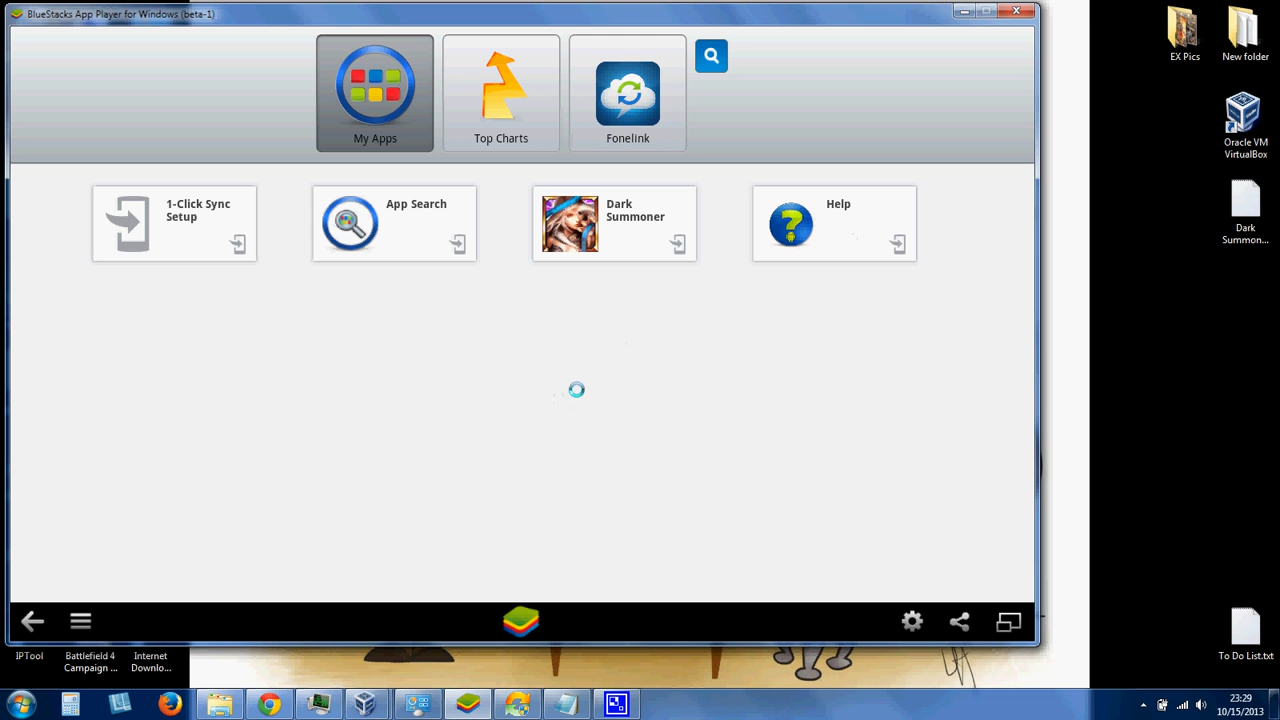 BlueStacks App Player for Windows (beta-1)
My Apps
Top Charts
Fonelink
1-Click Sync
Setup
App Search
Dark
Summoner
Help
EX Pics
New folder
Oracle VM
VirtualBox
Dark
Summon...
To Do List.txt
IPTool
Battlefield 4
Campaign ...
Internet
Downlo...
23:29
10/15/2013